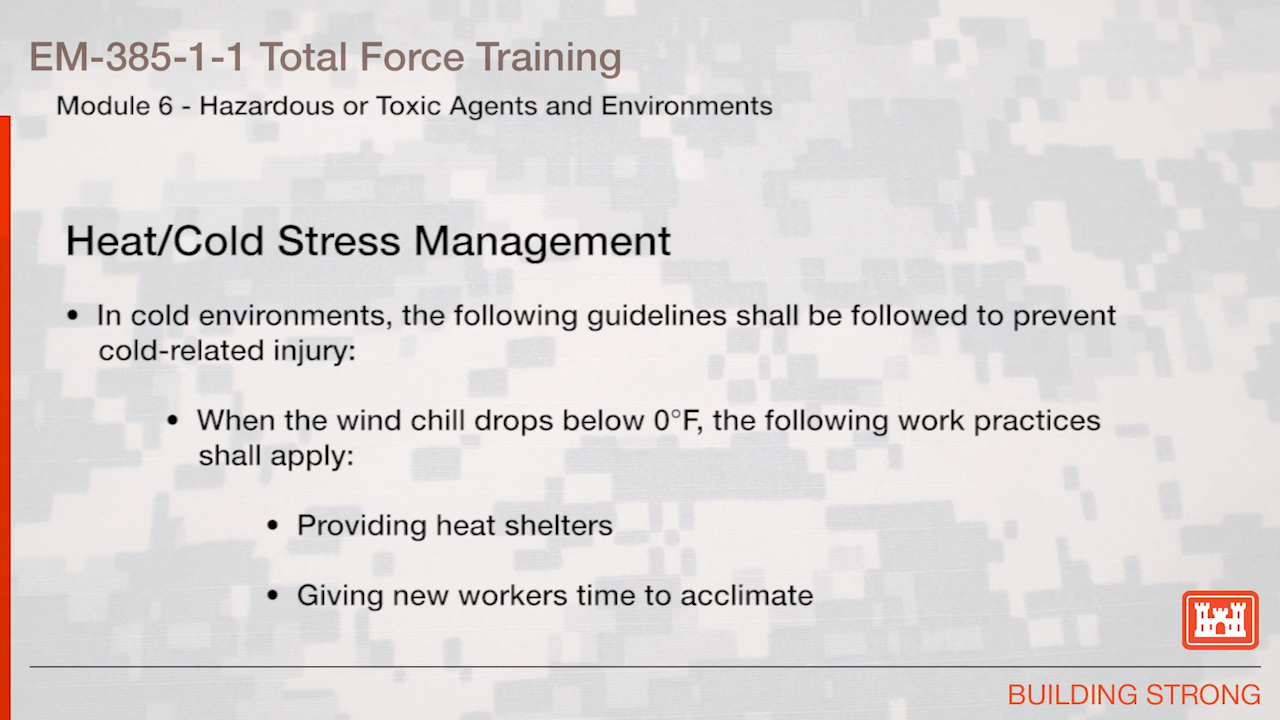 EM-385-1-1 Total Force Training
Module 6 - Hazardous or Toxic Agents and Environments
Heat/Cold Stress Management
• In cold environments, the following guidelines shall be followed to prevent
cold-related injury:
• When the wind chill drops below 0°F, the following work practices
shall apply:
• Providing heat shelters
• Giving new workers time to acclimate
BUILDING STRONG